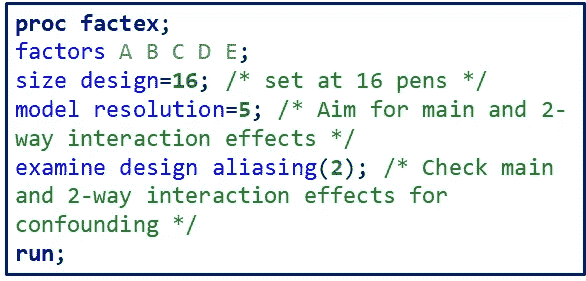 proc factex;
factors A B C D E;
size design=16; /* set at 16 pens */
model resolution=5; /* Aim for main and 2-
way interaction effects */
examine design aliasing(2); /* Check main
and 2-way interaction effects for
confounding */
run;